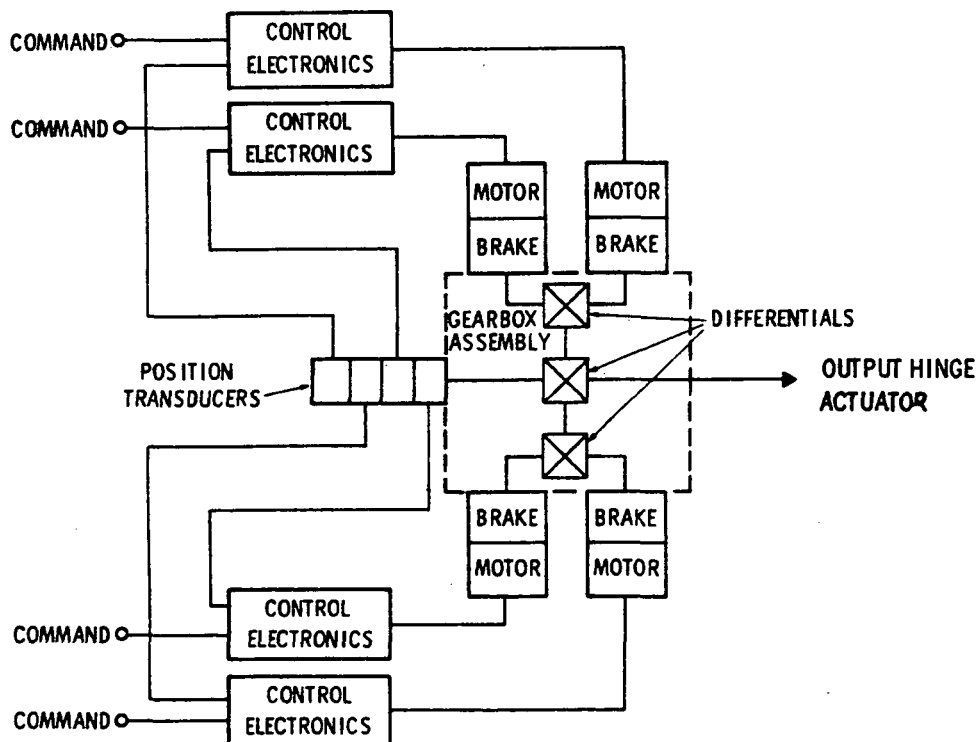 COMMAND
CONTROL
ELECTRONICS
COMMAND
CONTROL
ELECTRONICS
MOTOR
BRAKE
MOTOR
BRAKE
GEARBOX
ASSEMBLY
DIFFERENTIALS
POSITION
TRANSDUCERS
OUTPUT HINGE
ACTUATOR
BRAKE
MOTOR
BRAKE
MOTOR
COMMAND
CONTROL
ELECTRONICS
COMMAND
CONTROL
ELECTRONICS